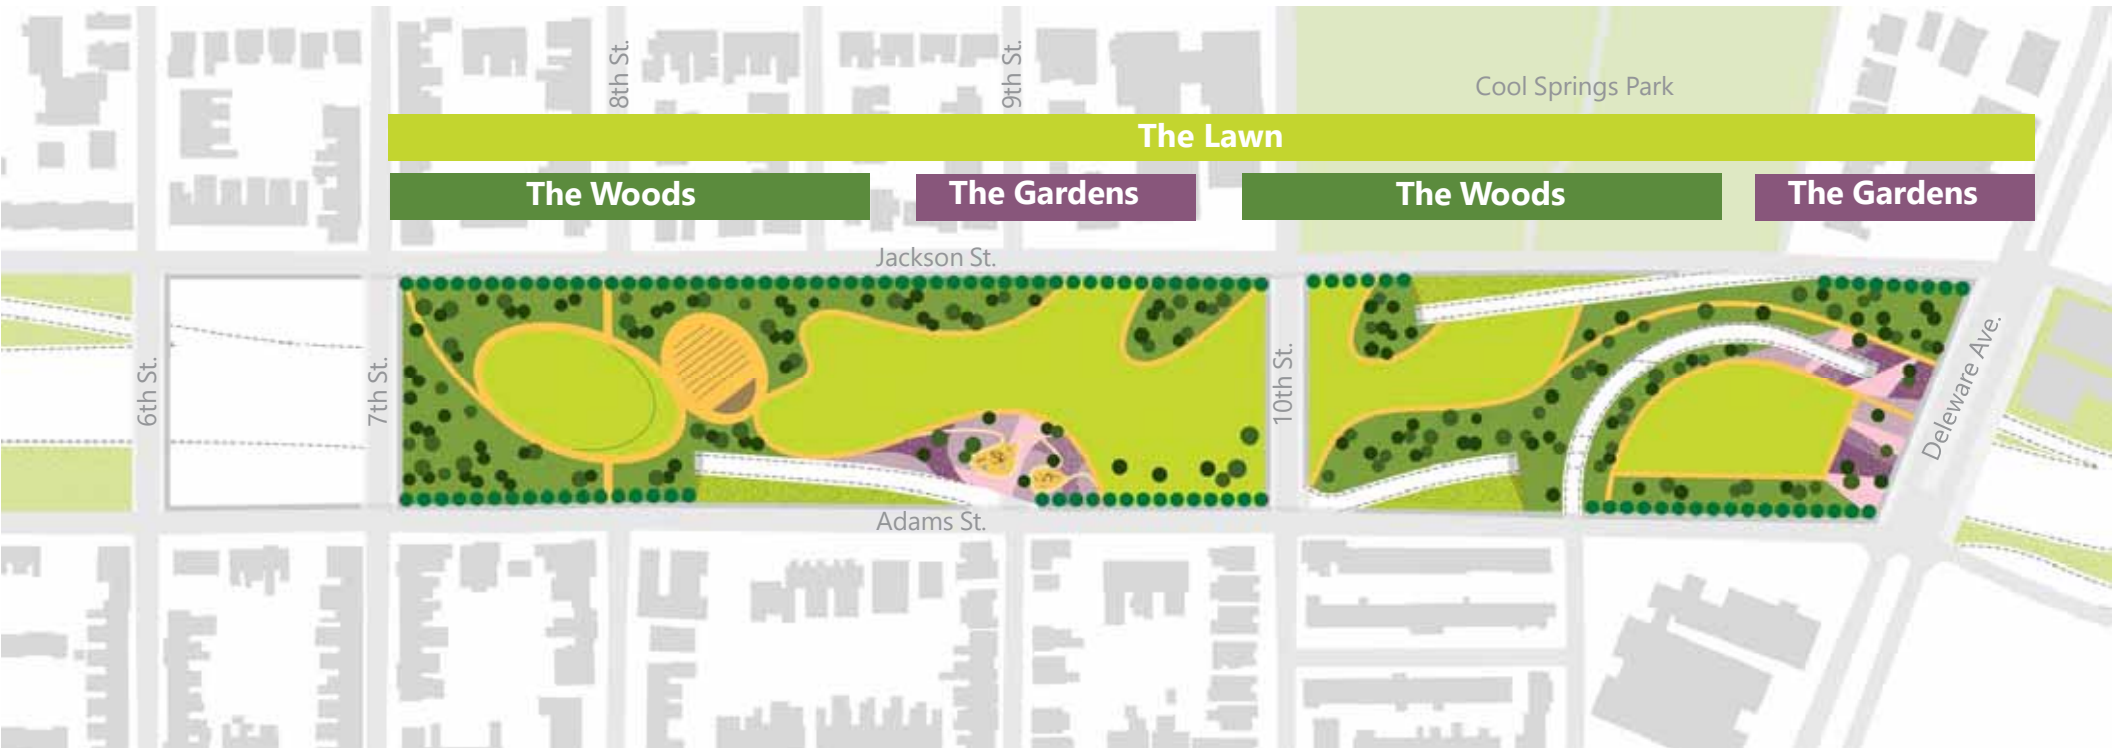 8th St.
9th St.
Cool Springs Park
The Lawn
The Woods
The Gardens
The Woods
The Gardens
Jackson St.
6th St.
7th St.
10th St.
Deleware Ave.
Adams St.